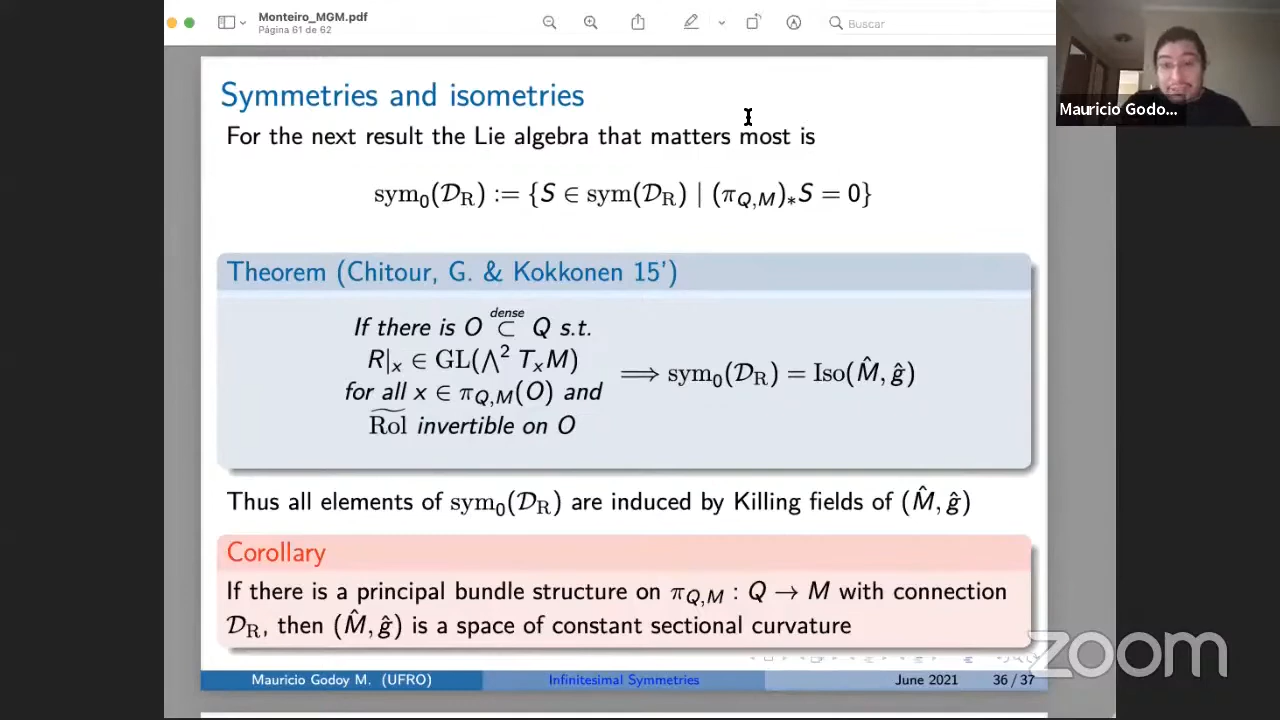 Monteiro_MGM.pdf
Página 61 de 62
Buscar
Mauricio Godo...
Symmetries and isometries
For the next result the Lie algebra that matters most is
sym₀(𝒟_R) := {S ∈ sym(𝒟_R) | (π_{Q,M})_*S = 0}
Theorem (Chitour, G. & Kokkonen 15')
If there is O ⊂^{dense} Q s.t.
R|_x ∈ GL(⋀² T_xM)
for all x ∈ π_{Q,M}(O) and
\widetilde{Rol} invertible on O
⟹ sym₀(𝒟_R) = Iso(M̂, ĝ)
Thus all elements of sym₀(𝒟_R) are induced by Killing fields of (M̂, ĝ)
Corollary
If there is a principal bundle structure on π_{Q,M} : Q → M with connection
𝒟_R, then (M̂, ĝ) is a space of constant sectional curvature
zoom
Mauricio Godoy M. (UFRO) Infinitesimal Symmetries June 2021 36 / 37